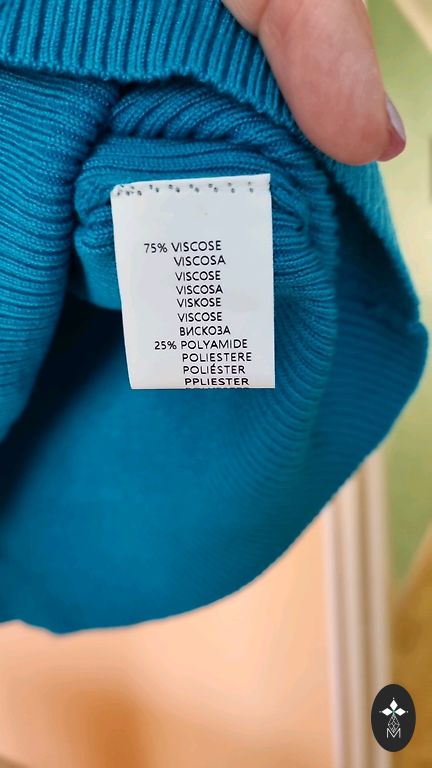 75% VISCOSE
VISCOSA
VISCOSE
VISCOSA
VISKOSE
VISCOSE
ВИСКОЗА
25% POLYAMIDE
POLIESTERE
POLIÉSTER
PPLIESTER